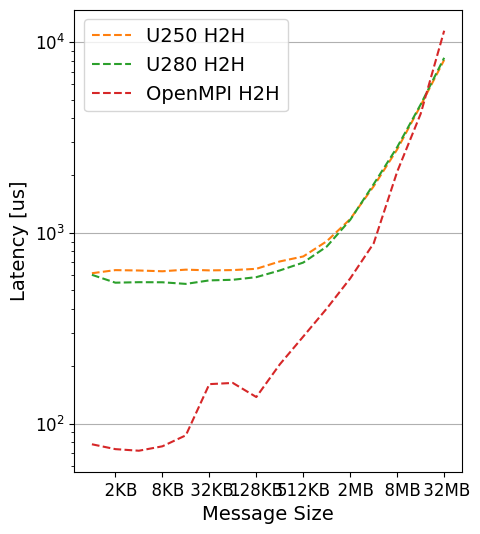 U250 H2H
U280 H2H
OpenMPI H2H
10^4
10^3
10^2
Latency [us]
2KB 8KB 32KB 128KB 512KB 2MB 8MB 32MB
Message Size